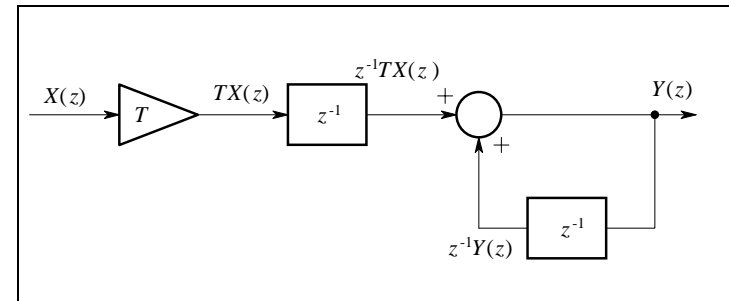 z⁻¹TX(z )
X(z) TX(z) + Y(z)
T z⁻¹
+
z⁻¹Y(z) z⁻¹